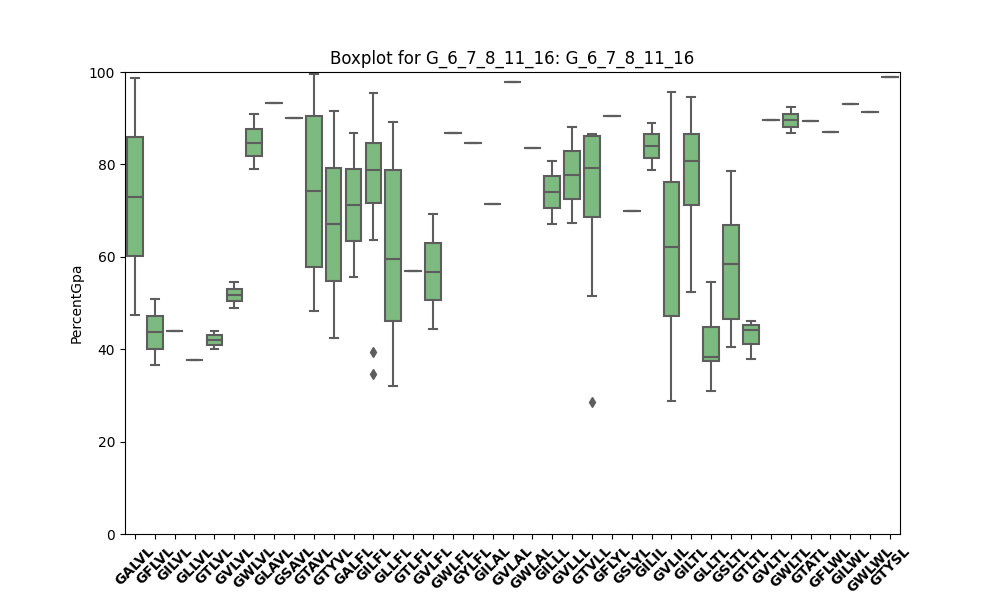 Boxplot for G_6_7_8_11_16: G_6_7_8_11_16
PercentGpa
100
80
60
40
20
0
GALVL
GFLVL
GILVL
GLLVL
GTLVL
GVLVL
GWLVL
GLAVL
GSAVL
GTAVL
GTYVL
GALFL
GILFL
GLLFL
GTLFL
GVLFL
GWLFL
GYLFL
GILAL
GVLAL
GWLAL
GILLL
GVLLL
GTVLL
GFLYL
GSLYL
GILIL
GVLIL
GILTL
GLLTL
GSLTL
GTLTL
GVLTL
GWLTL
GTATL
GFLWL
GILWL
GWLWL
GTYSL